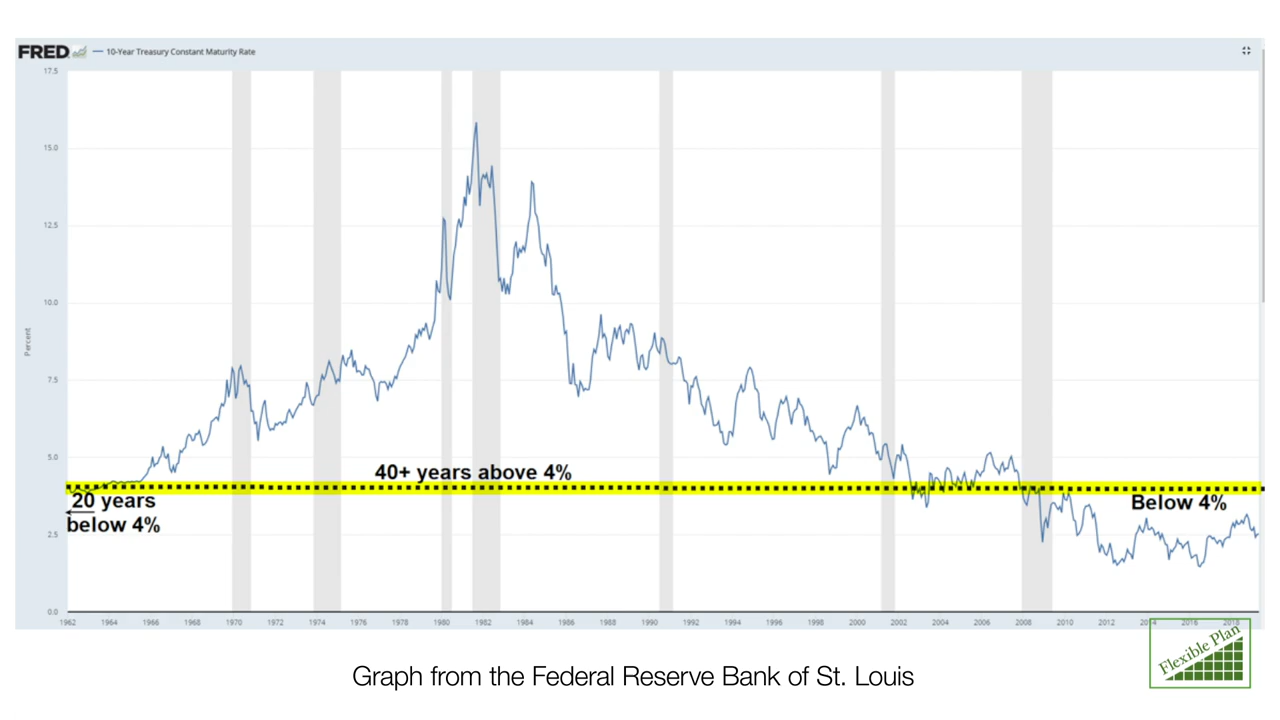 FRED 10-Year Treasury Constant Maturity Rate
17.5
15.0
12.5
10.0
7.5
5.0
2.5
0.0
Percent
40+ years above 4%
20 years
below 4%
Below 4%
1962 1964 1966 1968 1970 1972 1974 1976 1978 1980 1982 1984 1986 1988 1990 1992 1994 1996 1998 2000 2002 2004 2006 2008 2010 2012 2014 2016 2018
Flexible Plan
Graph from the Federal Reserve Bank of St. Louis